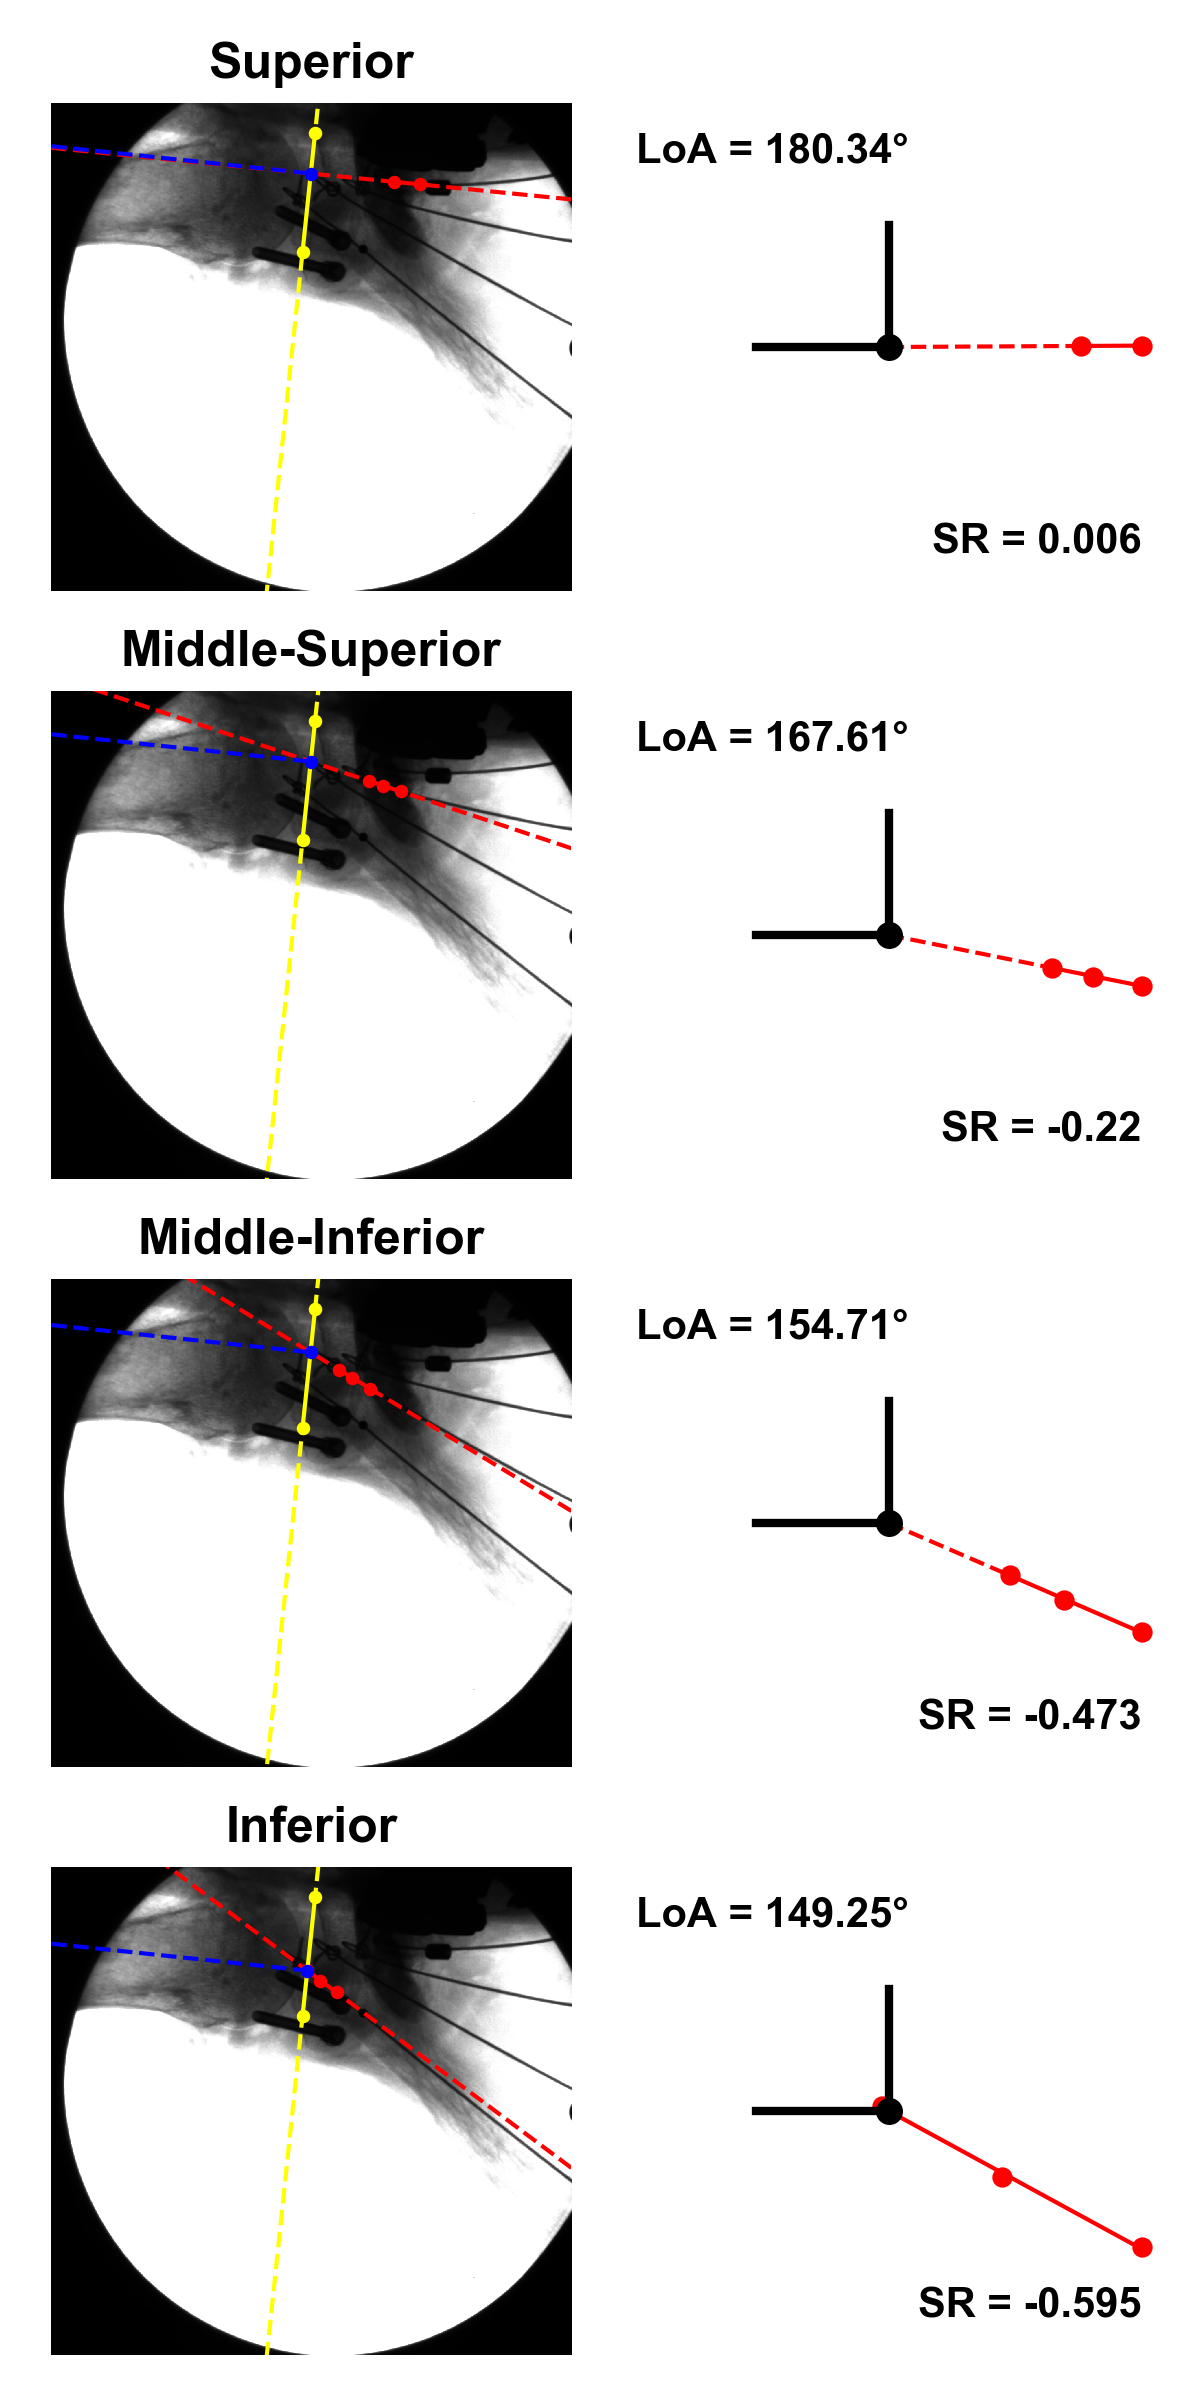 Superior
LoA = 180.34°
SR = 0.006
Middle-Superior
LoA = 167.61°
SR = -0.22
Middle-Inferior
LoA = 154.71°
SR = -0.473
Inferior
LoA = 149.25°
SR = -0.595